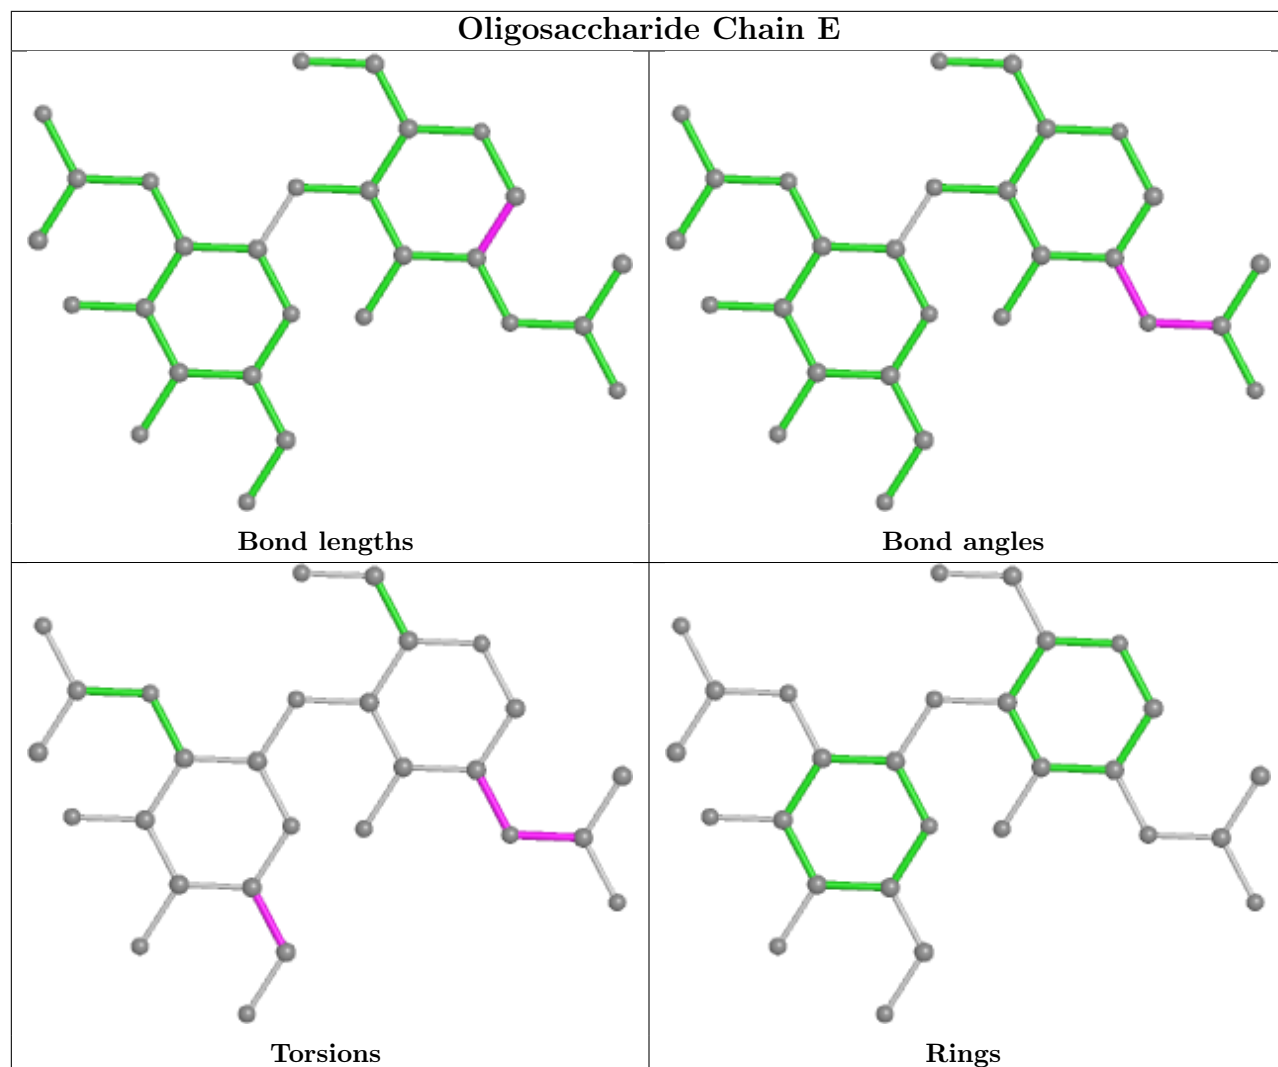 Oligosaccharide Chain E
Bond lengths
Bond angles
Torsions
Rings